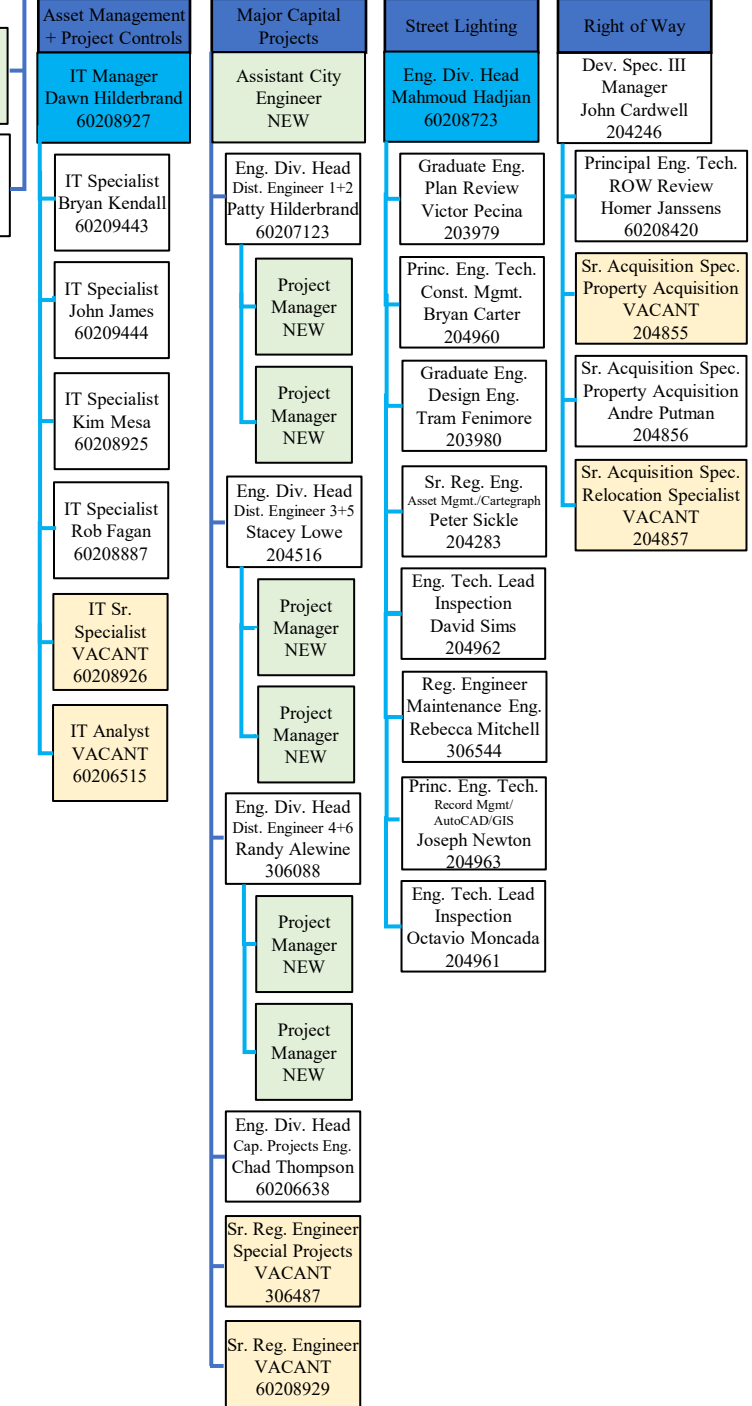 Asset Management
+ Project Controls
IT Manager
Dawn Hilderbrand
60208927
IT Specialist
Bryan Kendall
60209443
IT Specialist
John James
60209444
IT Specialist
Kim Mesa
60208925
IT Specialist
Rob Fagan
60208887
IT Sr.
Specialist
VACANT
60208926
IT Analyst
VACANT
60206515
Major Capital
Projects
Assistant City
Engineer
NEW
Eng. Div. Head
Dist. Engineer 1+2
Patty Hilderbrand
60207123
Project
Manager
NEW
Project
Manager
NEW
Eng. Div. Head
Dist. Engineer 3+5
Stacey Lowe
204516
Project
Manager
NEW
Project
Manager
NEW
Eng. Div. Head
Dist. Engineer 4+6
Randy Alewine
306088
Project
Manager
NEW
Project
Manager
NEW
Eng. Div. Head
Cap. Projects Eng.
Chad Thompson
60206638
Sr. Reg. Engineer
Special Projects
VACANT
306487
Sr. Reg. Engineer
VACANT
60208929
Street Lighting
Eng. Div. Head
Mahmoud Hadjian
60208723
Graduate Eng.
Plan Review
Victor Pecina
203979
Princ. Eng. Tech.
Const. Mgmt.
Bryan Carter
204960
Graduate Eng.
Design Eng.
Tram Fenimore
203980
Sr. Reg. Eng.
Asset Mgmt./Cartegraph
Peter Sickle
204283
Eng. Tech. Lead
Inspection
David Sims
204962
Reg. Engineer
Maintenance Eng.
Rebecca Mitchell
306544
Princ. Eng. Tech.
Record Mgmt/
AutoCAD/GIS
Joseph Newton
204963
Eng. Tech. Lead
Inspection
Octavio Moncada
204961
Right of Way
Dev. Spec. III
Manager
John Cardwell
204246
Principal Eng. Tech.
ROW Review
Homer Janssens
60208420
Sr. Acquisition Spec.
Property Acquisition
VACANT
204855
Sr. Acquisition Spec.
Property Acquisition
Andre Putman
204856
Sr. Acquisition Spec.
Relocation Specialist
VACANT
204857